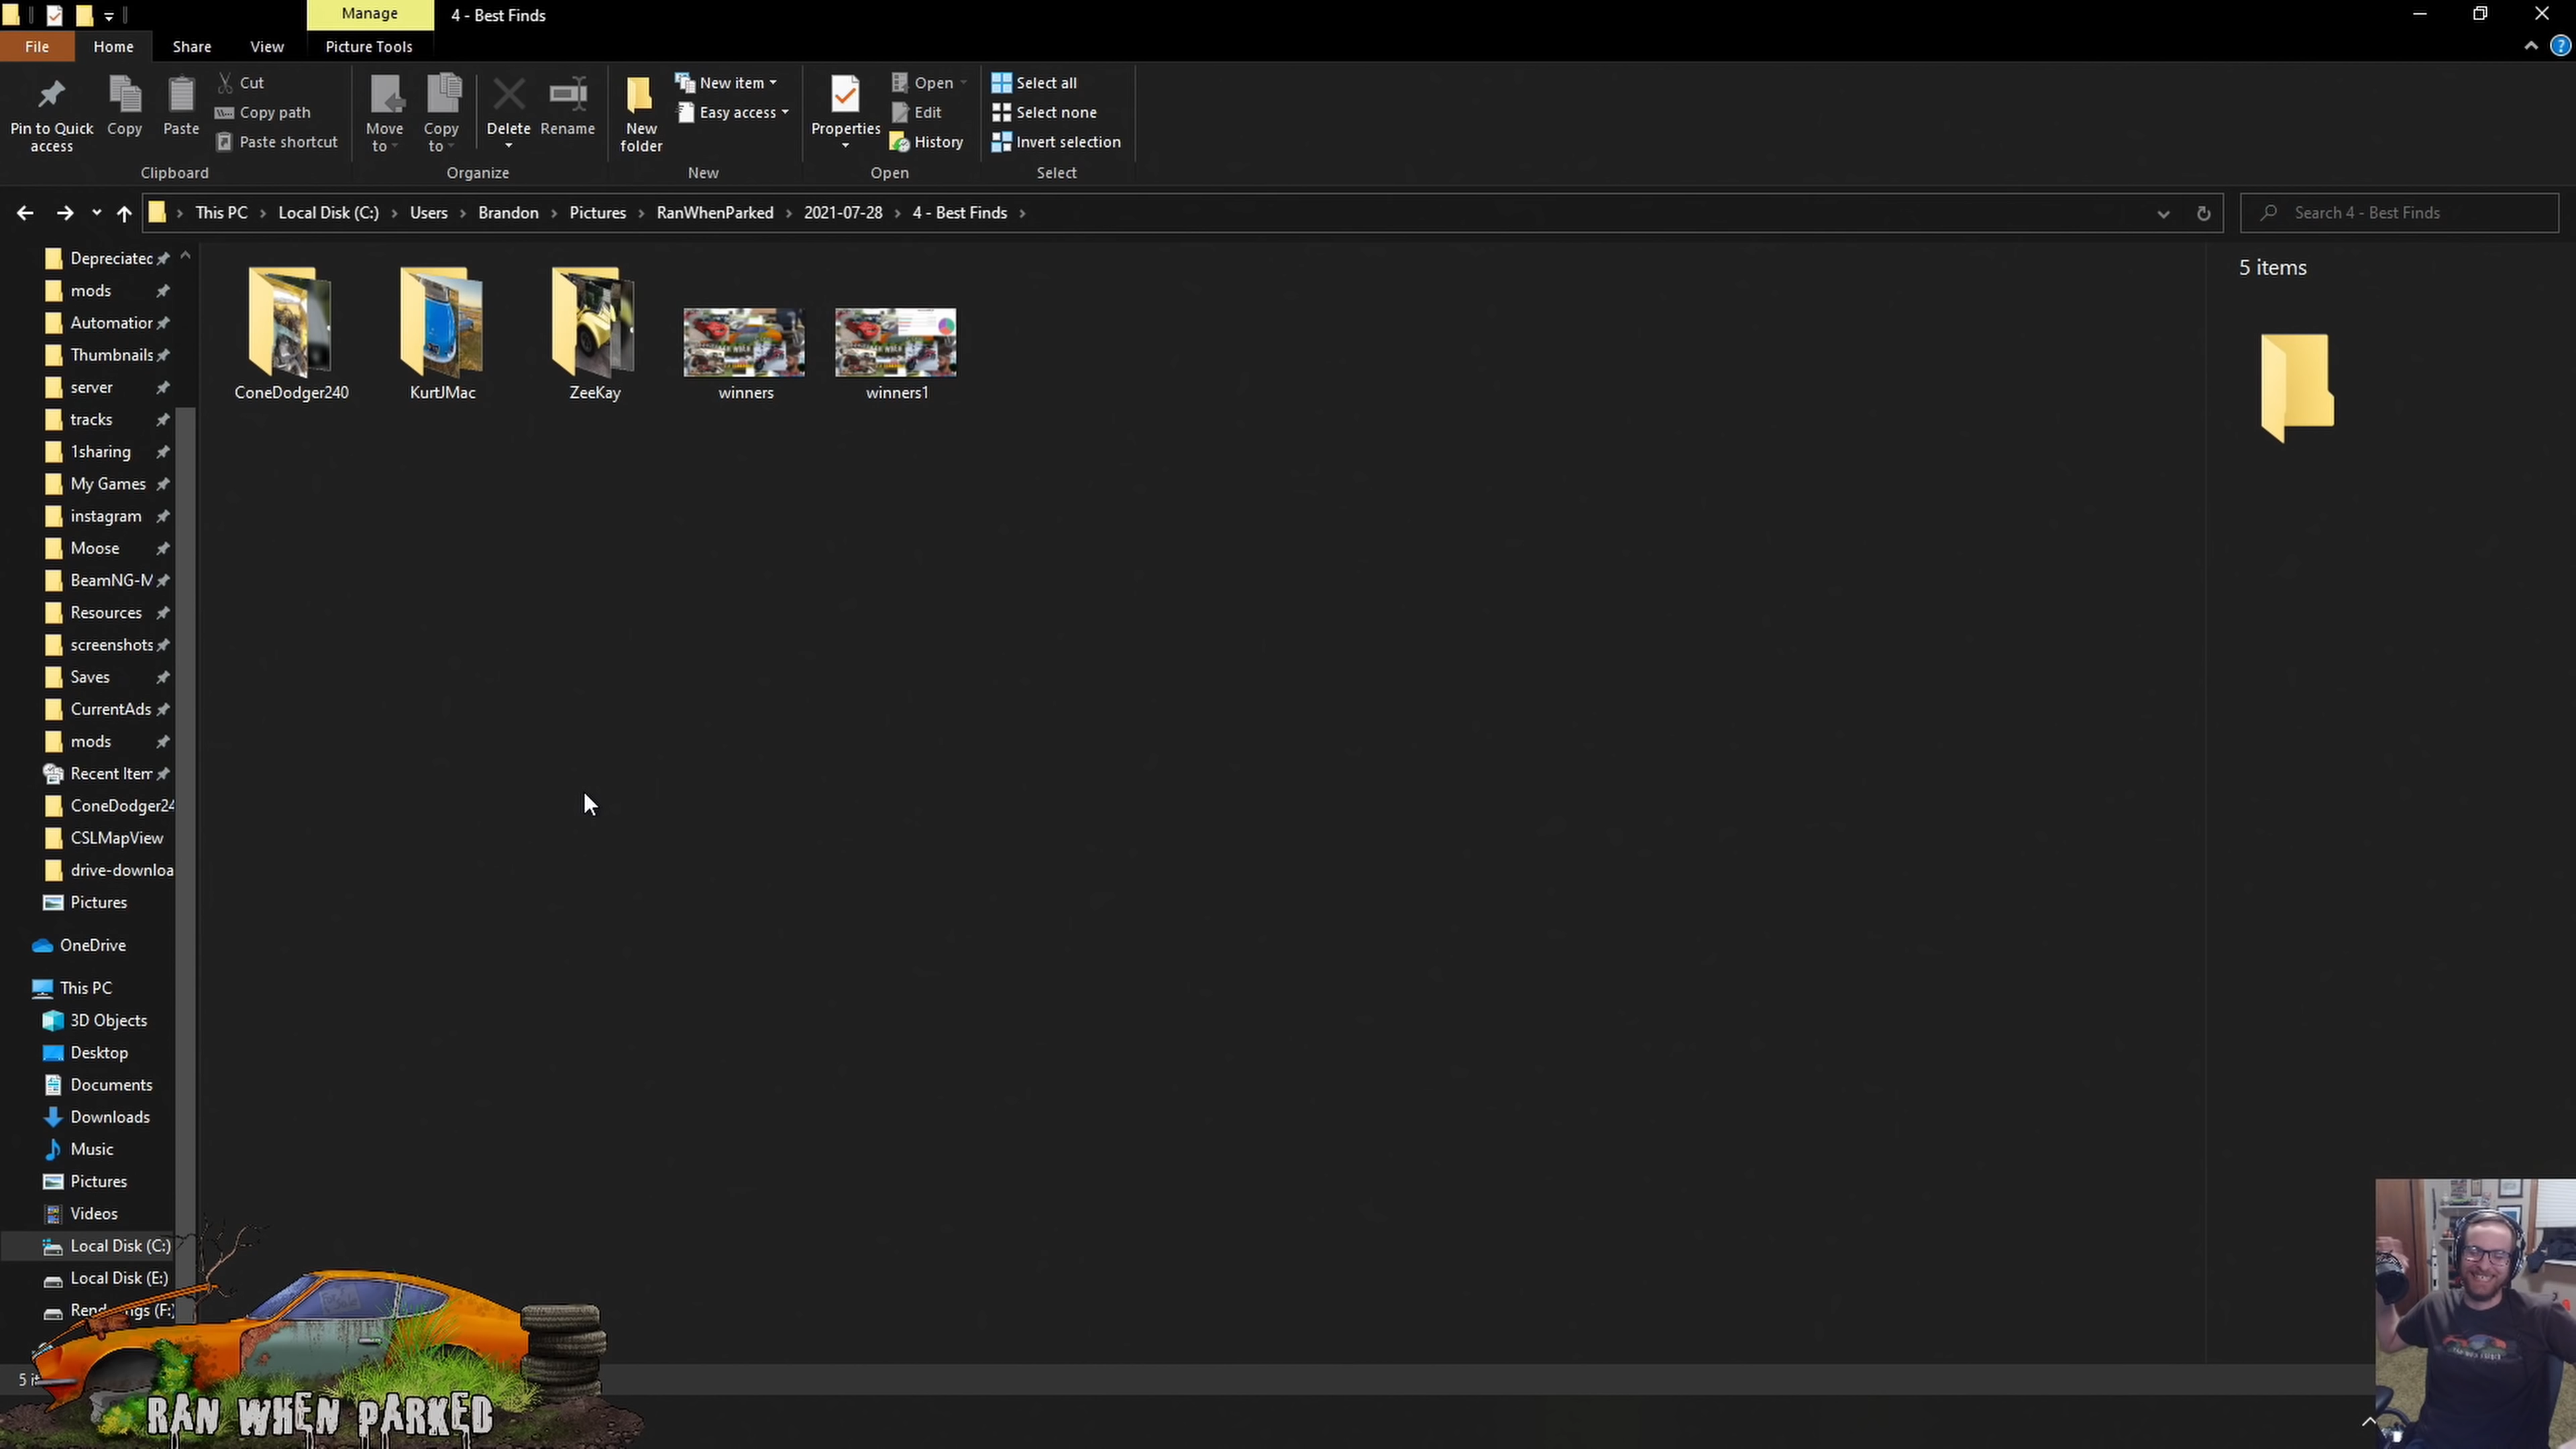 Manage
4 - Best Finds
File
Home
Share
View
Picture Tools
Pin to Quick access
Copy
Paste
Cut
Copy path
Paste shortcut
Clipboard
Move to
Copy to
Delete
Rename
Organize
New folder
New item
Easy access
New
Properties
Open
Edit
History
Open
Select all
Select none
Invert selection
Select
This PC
Local Disk (C:)
Users
Brandon
Pictures
RanWhenParked
2021-07-28
4 - Best Finds
Search 4 - Best Finds
Depreciated
mods
Automation
Thumbnails
server
tracks
1sharing
My Games
instagram
Moose
BeamNG-M
Resources
screenshots
Saves
CurrentAds
mods
Recent Item
ConeDodger24
CSLMapView
drive-downloa
Pictures
OneDrive
This PC
3D Objects
Desktop
Documents
Downloads
Music
Pictures
Videos
Local Disk (C:)
Local Disk (E:)
ConeDodger240
KurtJMac
ZeeKay
winners
winners1
5 items
RAN WHEN PARKED